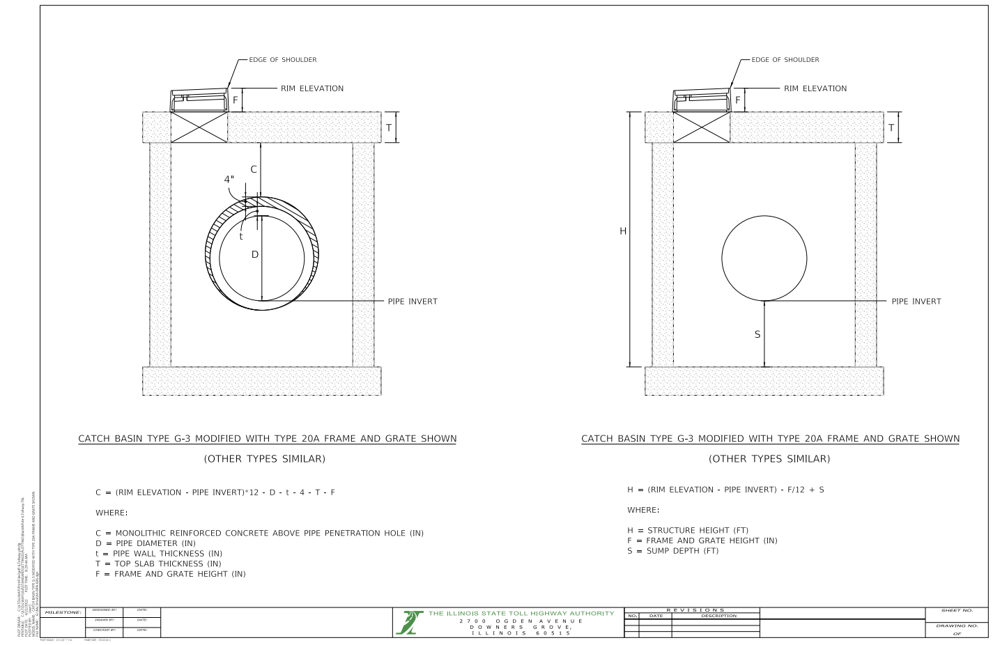 EDGE OF SHOULDER
RIM ELEVATION
F
T
C
4"
t
D
PIPE INVERT
CATCH BASIN TYPE G-3 MODIFIED WITH TYPE 20A FRAME AND GRATE SHOWN
(OTHER TYPES SIMILAR)
C = (RIM ELEVATION - PIPE INVERT)*12 - D - t - 4 - T - F
WHERE:
C = MONOLITHIC REINFORCED CONCRETE ABOVE PIPE PENETRATION HOLE (IN)
D = PIPE DIAMETER (IN)
t = PIPE WALL THICKNESS (IN)
T = TOP SLAB THICKNESS (IN)
F = FRAME AND GRATE HEIGHT (IN)
EDGE OF SHOULDER
RIM ELEVATION
F
T
H
PIPE INVERT
S
CATCH BASIN TYPE G-3 MODIFIED WITH TYPE 20A FRAME AND GRATE SHOWN
(OTHER TYPES SIMILAR)
H = (RIM ELEVATION - PIPE INVERT) - F/12 + S
WHERE:
H = STRUCTURE HEIGHT (FT)
F = FRAME AND GRATE HEIGHT (IN)
S = SUMP DEPTH (FT)
MILESTONE:
DESIGNED BY: DATE:
DRAWN BY: DATE:
CHECKED BY: DATE:
THE ILLINOIS STATE TOLL HIGHWAY AUTHORITY
2700 OGDEN AVENUE
DOWNERS GROVE,
ILLINOIS 60515
REVISIONS
NO. DATE DESCRIPTION
SHEET NO.
DRAWING NO.
OF